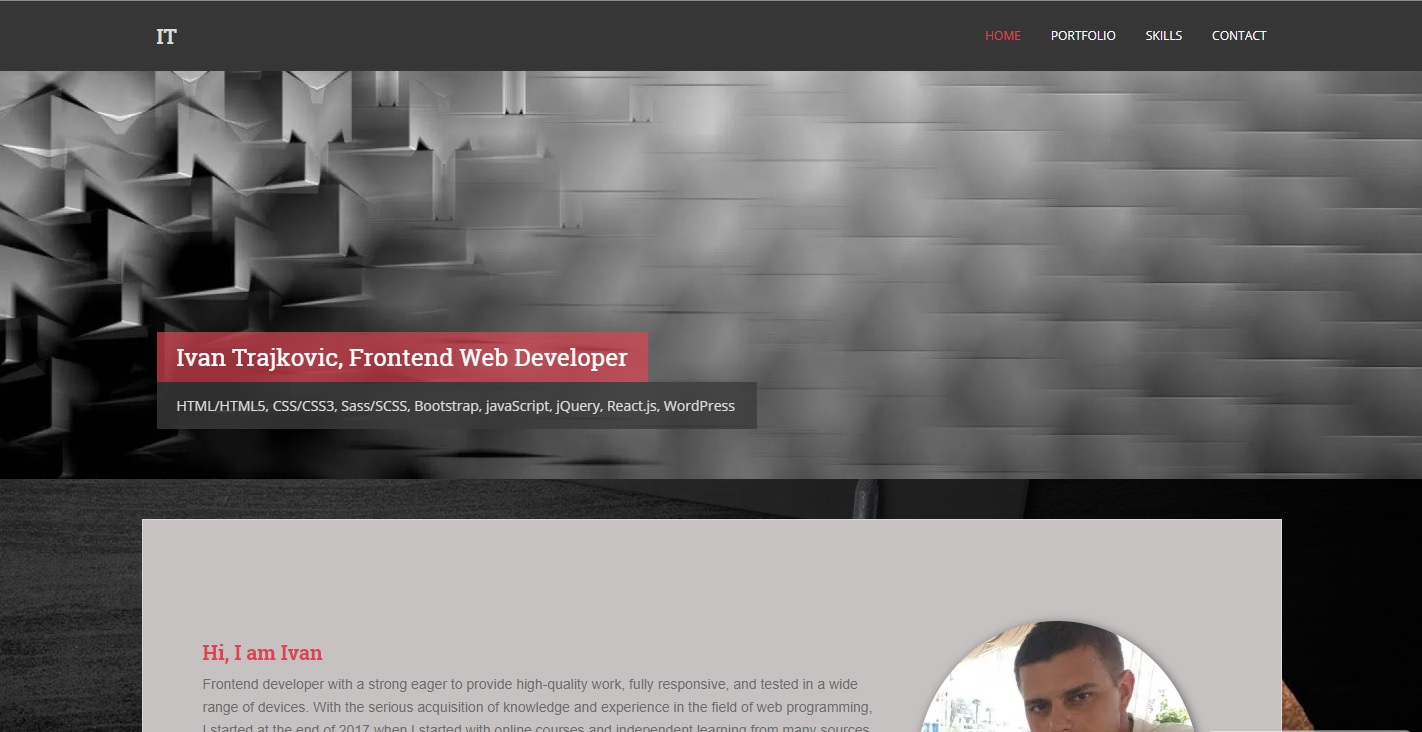 IT
HOME PORTFOLIO SKILLS CONTACT
Ivan Trajkovic, Frontend Web Developer
HTML/HTML5, CSS/CSS3, Sass/SCSS, Bootstrap, javaScript, jQuery, React.js, WordPress
Hi, I am Ivan
Frontend developer with a strong eager to provide high-quality work, fully responsive, and tested in a wide
range of devices. With the serious acquisition of knowledge and experience in the field of web programming,
I started at the end of 2017 when I started with online courses and independent learning from many sources